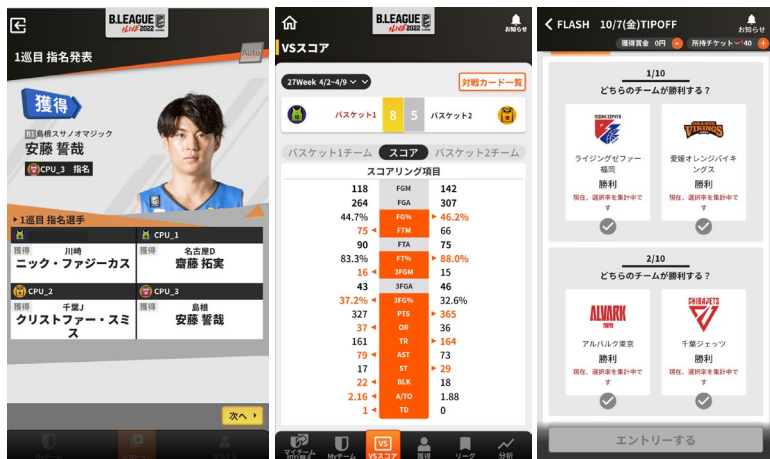 B.LEAGUE
#LIVE2022
1巡目 指名発表
Auto
獲得
B1 島根スサノオマジック
安藤 誓哉
CPU_3 指名
1巡目 指名選手
CPU_1
獲得 川崎
ニック・ファジーカス
獲得 名古屋D
齋藤 拓実
CPU_2
CPU_3
獲得 千葉J
クリストファー・スミス
獲得 島根
安藤 誓哉
次へ
B.LEAGUE
#LIVE2022
お知らせ
VSスコア
27Week 4/2~4/9
対戦カード一覧
バスケット1 8 5 バスケット2
バスケット1チーム スコア バスケット2チーム
スコアリング項目
118 FGM 142
264 FGA 307
44.7% FG% 46.2%
75 FTM 66
90 FTA 75
83.3% FT% 88.0%
16 3FGM 15
43 3FGA 46
37.2% 3FG% 32.6%
327 PTS 365
37 OR 36
161 TR 164
79 AST 73
17 ST 29
22 BLK 18
2.16 A/TO 1.88
1 TD 0
マイチーム切り替え Myチーム VSスコア 獲得 リーグ 分析
FLASH 10/7(金)TIPOFF
お知らせ
獲得賞金 0円 所持チケット 40
1/10
どちらのチームが勝利する？
RISING ZEPHYR
ORANGE VIKINGS
ライジングゼファー福岡
勝利
現在、選択率を集計中です
愛媛オレンジバイキングス
勝利
現在、選択率を集計中です
2/10
どちらのチームが勝利する？
ALVARK
TOKYO
CHIBAJETS
アルバルク東京
勝利
現在、選択率を集計中です
千葉ジェッツ
勝利
現在、選択率を集計中です
エントリーする